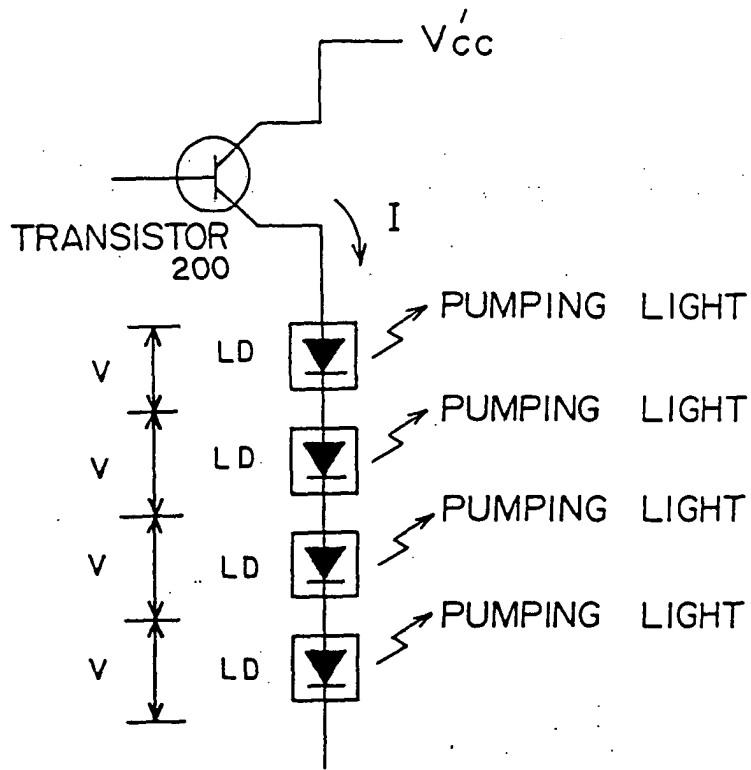 V'cc
I
TRANSISTOR
200
PUMPING LIGHT
V LD
PUMPING LIGHT
V LD
PUMPING LIGHT
V LD
PUMPING LIGHT
V LD